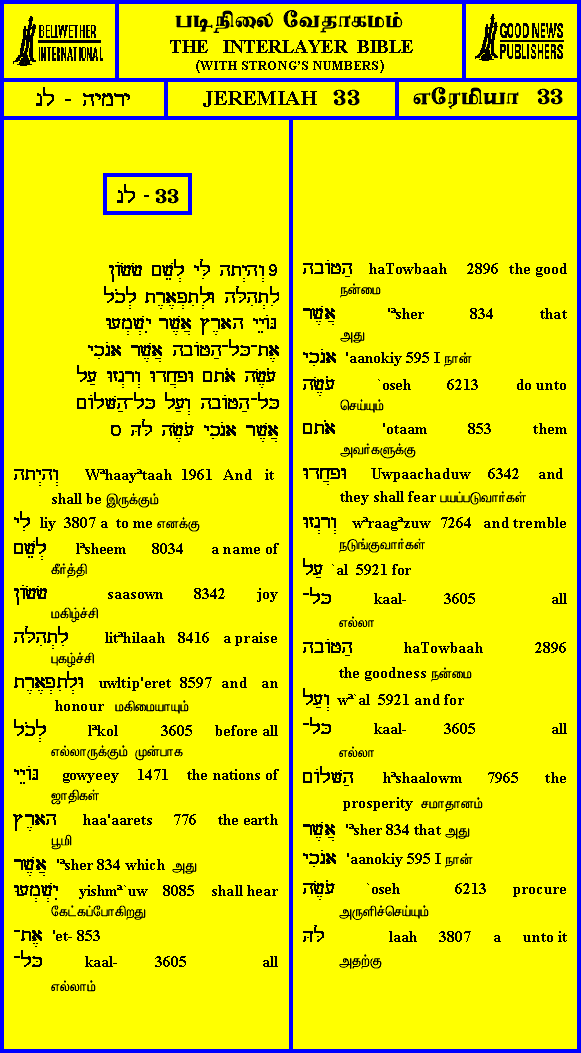 BELLWETHER
INTERNATIONAL
படிநிலை வேதாகமம்
THE INTERLAYER BIBLE
(WITH STRONG'S NUMBERS)
GOOD NEWS
PUBLISHERS
ירמיה - לג
JEREMIAH 33
எரேமியா 33
לג - 33
9 וְהָיְתָה לִּי לְשֵׁם שָׂשׂוֹן
לִתְהִלָּה וּלְתִפְאֶרֶת לְכֹל
גּוֹיֵי הָאָרֶץ אֲשֶׁר יִשְׁמְעוּ
אֶת־כָּל־הַטּוֹבָה אֲשֶׁר אָנֹכִי
עֹשֶׂה אֹתָם וּפָחֲדוּ וְרָגְזוּ עַל
כָּל־הַטּוֹבָה וְעַל כָּל־הַשָּׁלוֹם
אֲשֶׁר אָנֹכִי עֹשֶׂה לָּהּ ס
וְהָיְתָה Wªhaayªtaah 1961 And it
shall be இருக்கும்
לִי liy 3807 a to me எனக்கு
לְשֵׁם lªsheem 8034 a name of
கீர்த்தி
שָׂשׂוֹן saasown 8342 joy
மகிழ்ச்சி
לִתְהִלָּה litªhilaah 8416 a praise
புகழ்ச்சி
וּלְתִפְאֶרֶת uwltip'eret 8597 and an
honour மகிமையாயும்
לְכֹל lªkol 3605 before all
எல்லாருக்கும் முன்பாக
גּוֹיֵי gowyeey 1471 the nations of
ஜாதிகள்
הָאָרֶץ haa'aarets 776 the earth
பூமி
אֲשֶׁר 'ªsher 834 which அது
יִשְׁמְעוּ yishmª`uw 8085 shall hear
கேட்கப்போகிறது
אֶת־ 'et- 853
כָּל־ kaal- 3605 all
எல்லாம்
הַטּוֹבָה haTowbaah 2896 the good
நன்மை
אֲשֶׁר 'ªsher 834 that
அது
אָנֹכִי 'aanokiy 595 I நான்
עֹשֶׂה `oseh 6213 do unto
செய்யும்
אֹתָם 'otaam 853 them
அவர்களுக்கு
וּפָחֲדוּ Uwpaachaduw 6342 and
they shall fear பயப்படுவார்கள்
וְרָגְזוּ wªraagªzuw 7264 and tremble
நடுங்குவார்கள்
עַל `al 5921 for
כָּל־ kaal- 3605 all
எல்லா
הַטּוֹבָה haTowbaah 2896
the goodness நன்மை
וְעַל wª`al 5921 and for
כָּל־ kaal- 3605 all
எல்லா
הַשָּׁלוֹם hªshaalowm 7965 the
prosperity சமாதானம்
אֲשֶׁר 'ªsher 834 that அது
אָנֹכִי 'aanokiy 595 I நான்
עֹשֶׂה `oseh 6213 procure
அருளிச்செய்யும்
לָּהּ laah 3807 a unto it
அதற்கு